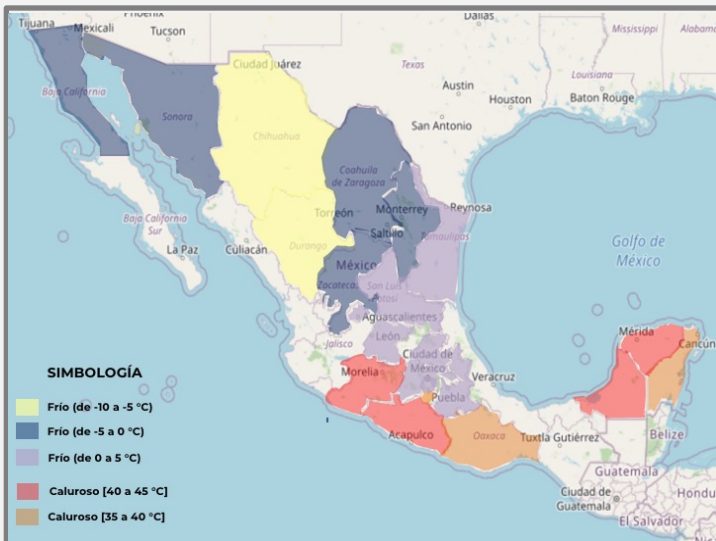 Phoenix
Dallas
Mississippi
Alabama
Tijuana
Mexicali
Tucson
Ciudad Juárez
Texas
Louisiana
Austin
Baton Rouge
Houston
Baja California
Sonora
San Antonio
Chihuahua
Coahuila
de Zaragoza
Monterrey
Reynosa
Torreón
Saltillo
Baja California
Sur
Culiacán
Durango
Tamaulipas
La Paz
México
Golfo de
México
Zacatecas
San Luis
Potosí
Aguascalientes
Mérida
Cancún
Jalisco
León
Ciudad de
México
SIMBOLOGÍA
Morelia
Veracruz
Puebla
Frío (de -10 a -5 °C)
Frío (de -5 a 0 °C)
Acapulco
Oaxaca
Tuxtla Gutiérrez
Belize
Frío (de 0 a 5 °C)
Guatemala
Caluroso [40 a 45 °C]
Ciudad de
Guatemala
Hondu
Caluroso [35 a 40 °C]
El Salvador